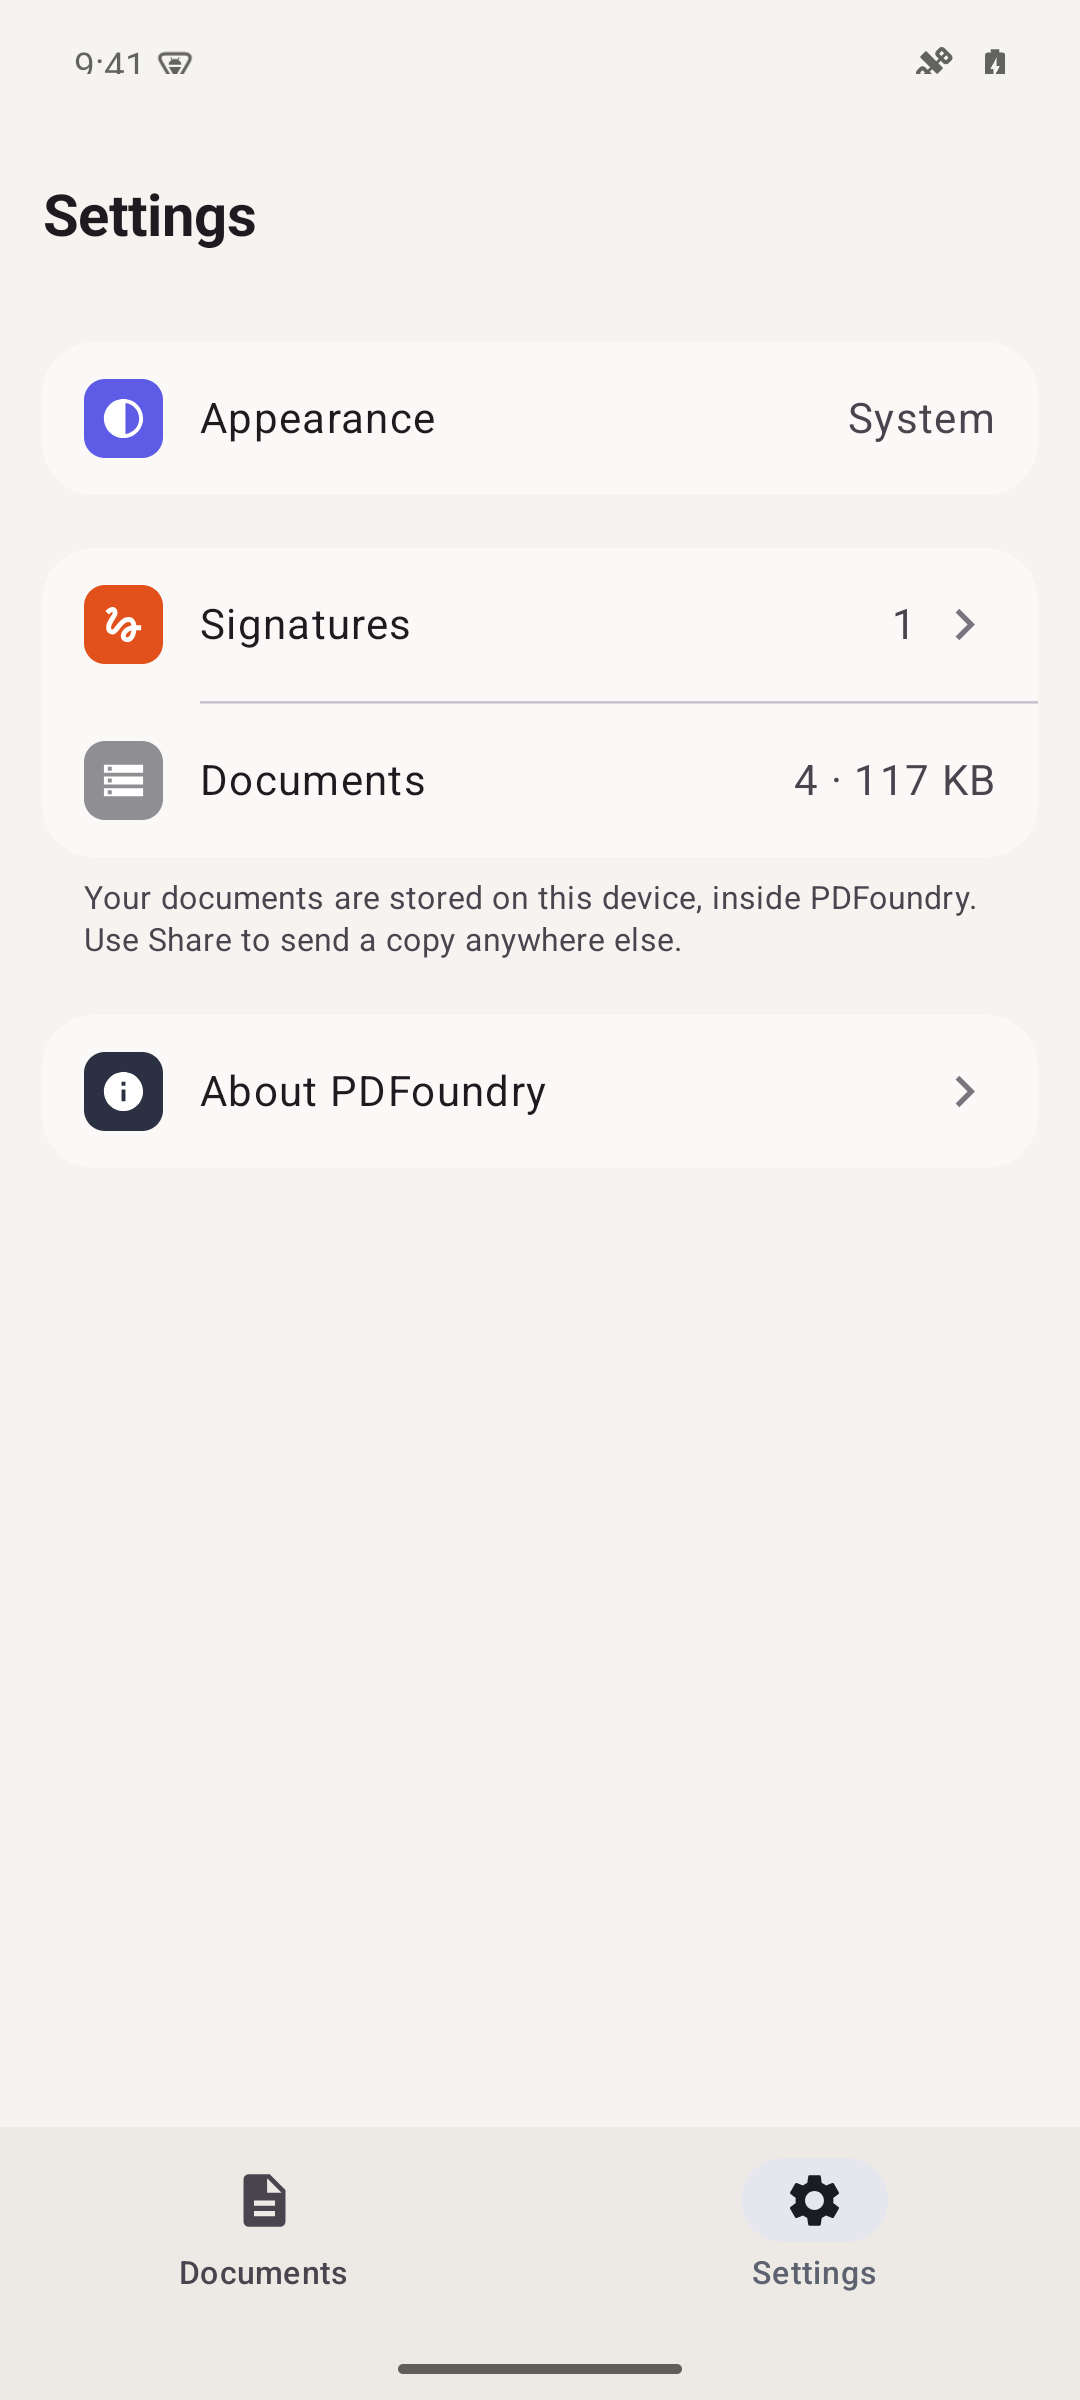 9:41
Settings
Appearance
System
Signatures
1
Documents
4 · 117 KB
Your documents are stored on this device, inside PDFoundry.
Use Share to send a copy anywhere else.
About PDFoundry
Documents
Settings